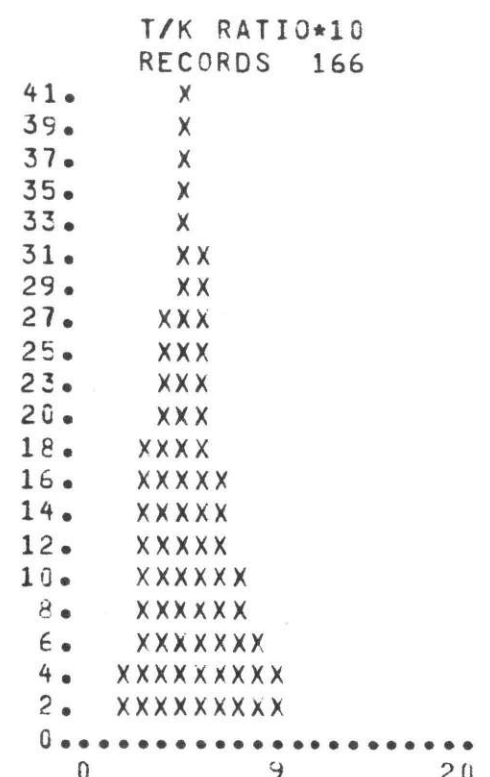 T/K RATIO*10
RECORDS 166
41. X
39. X
37. X
35. X
33. X
31. XX
29. XX
27. XXX
25. XXX
23. XXX
20. XXX
18. XXXX
16. XXXXX
14. XXXXX
12. XXXXX
10. XXXXXX
8. XXXXXX
6. XXXXXXX
4. XXXXXXXXX
2. XXXXXXXXX
0.....................
0 9 20